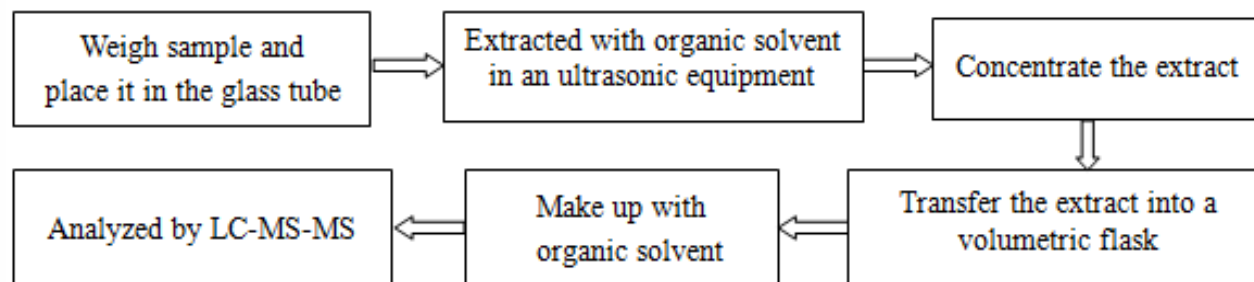 Weigh sample and
place it in the glass tube
Extracted with organic solvent
in an ultrasonic equipment
Concentrate the extract
Transfer the extract into a
volumetric flask
Make up with
organic solvent
Analyzed by LC-MS-MS